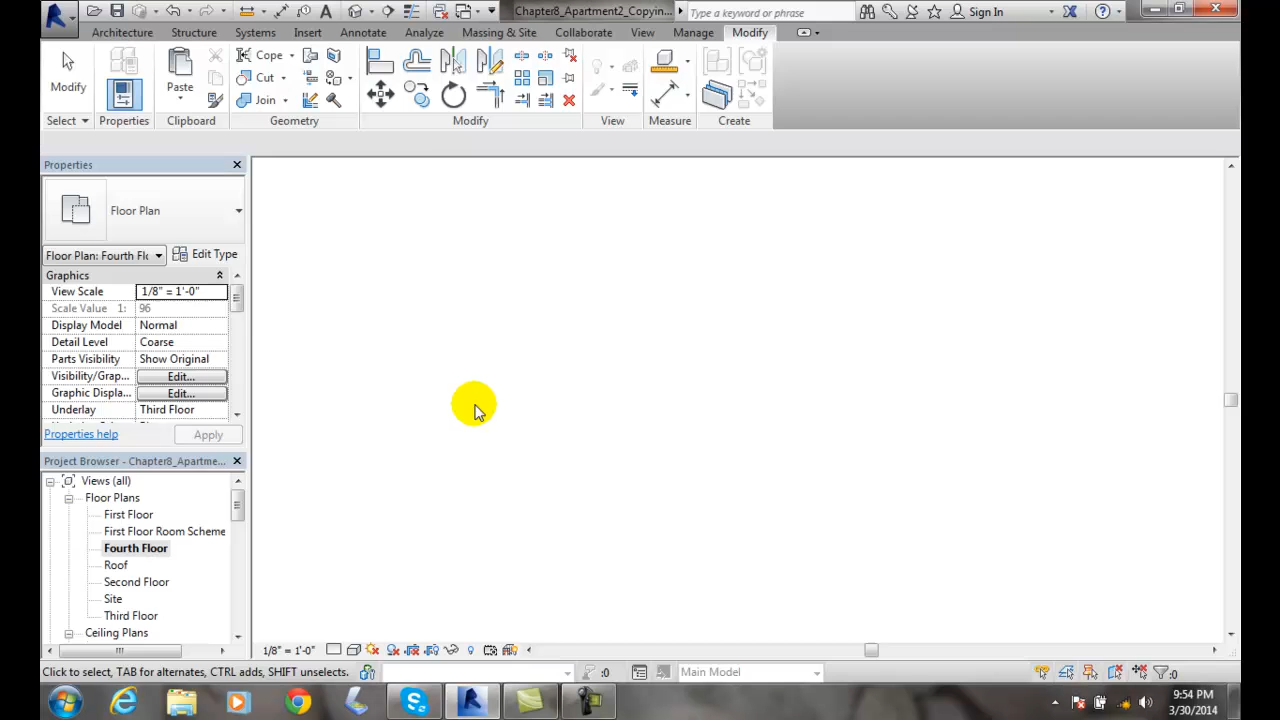 Chapter8_Apartment2_Copyin...
Type a keyword or phrase
Sign In
Architecture Structure Systems Insert Annotate Analyze Massing & Site Collaborate View Manage Modify
Modify
Paste
Cope
Cut
Join
Select Properties Clipboard Geometry Modify View Measure Create
Properties
Floor Plan
Floor Plan: Fourth Flc Edit Type
Graphics
View Scale 1/8" = 1'-0"
Scale Value 1: 96
Display Model Normal
Detail Level Coarse
Parts Visibility Show Original
Visibility/Grap... Edit...
Graphic Displa... Edit...
Underlay Third Floor
Properties help Apply
Project Browser - Chapter8_Apartme...
Views (all)
Floor Plans
First Floor
First Floor Room Scheme
Fourth Floor
Roof
Second Floor
Site
Third Floor
Ceiling Plans
1/8" = 1'-0"
Click to select, TAB for alternates, CTRL adds, SHIFT unselects.
:0
Main Model
:0
9:54 PM
3/30/2014